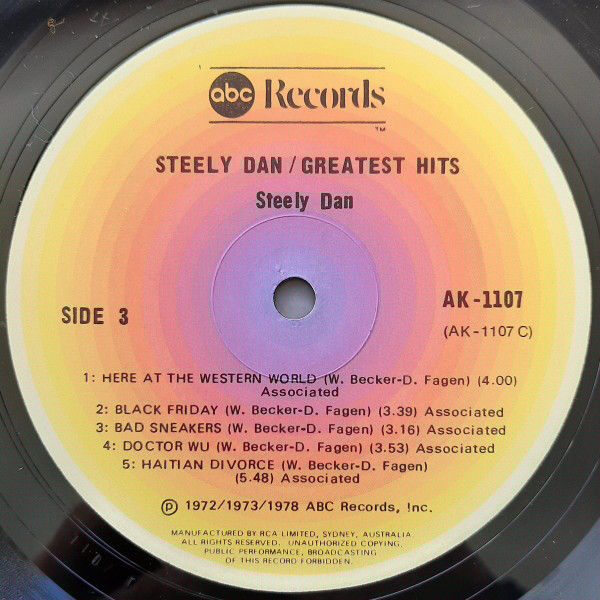 abc Records
TM
STEELY DAN / GREATEST HITS
Steely Dan
SIDE 3
AK-1107
(AK-1107 C)
1: HERE AT THE WESTERN WORLD (W. Becker-D. Fagen) (4.00)
Associated
2: BLACK FRIDAY (W. Becker-D. Fagen) (3.39) Associated
3: BAD SNEAKERS (W. Becker-D. Fagen) (3.16) Associated
4: DOCTOR WU (W. Becker-D. Fagen) (3.53) Associated
5: HAITIAN DIVORCE (W. Becker-D. Fagen)
(5.48) Associated
℗ 1972/1973/1978 ABC Records, Inc.
MANUFACTURED BY RCA LIMITED, SYDNEY, AUSTRALIA.
ALL RIGHTS RESERVED. UNAUTHORIZED COPYING,
PUBLIC PERFORMANCE, BROADCASTING
OF THIS RECORD FORBIDDEN.